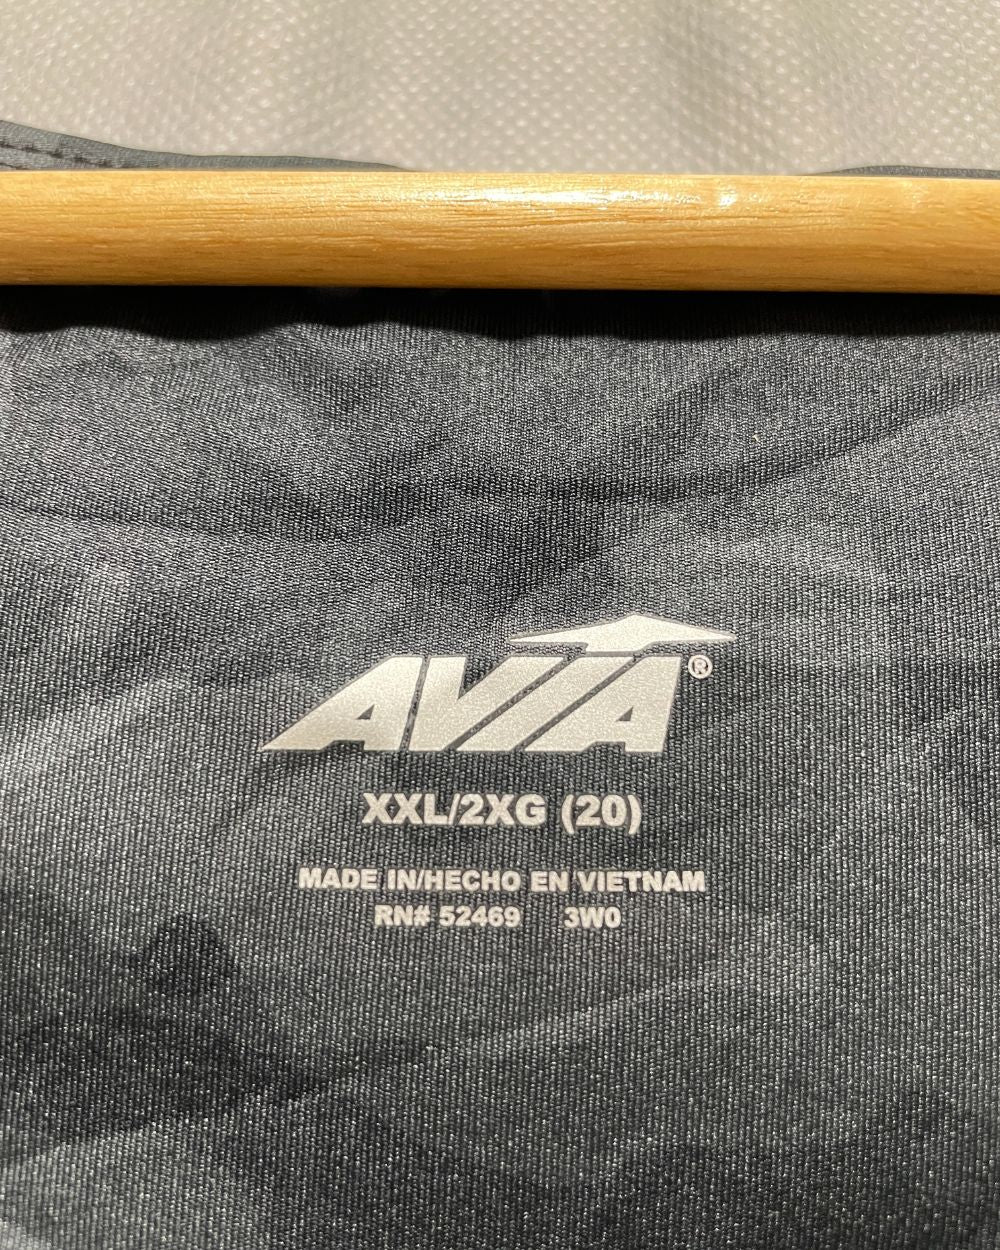 AVIA®
XXL/2XG (20)
MADE IN/HECHO EN VIETNAM
RN# 52469 3W0